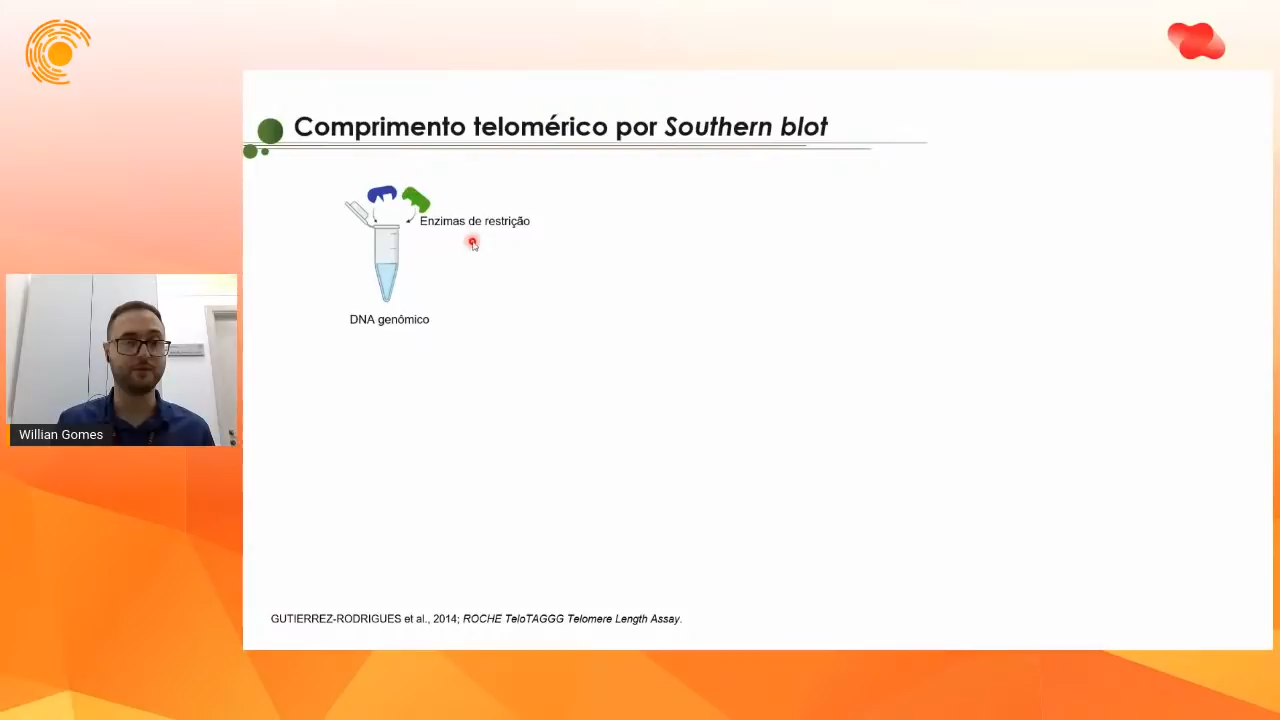 Comprimento telomérico por Southern blot
Enzimas de restrição
DNA genômico
Willian Gomes
GUTIERREZ-RODRIGUES et al., 2014; ROCHE TeloTAGGG Telomere Length Assay.